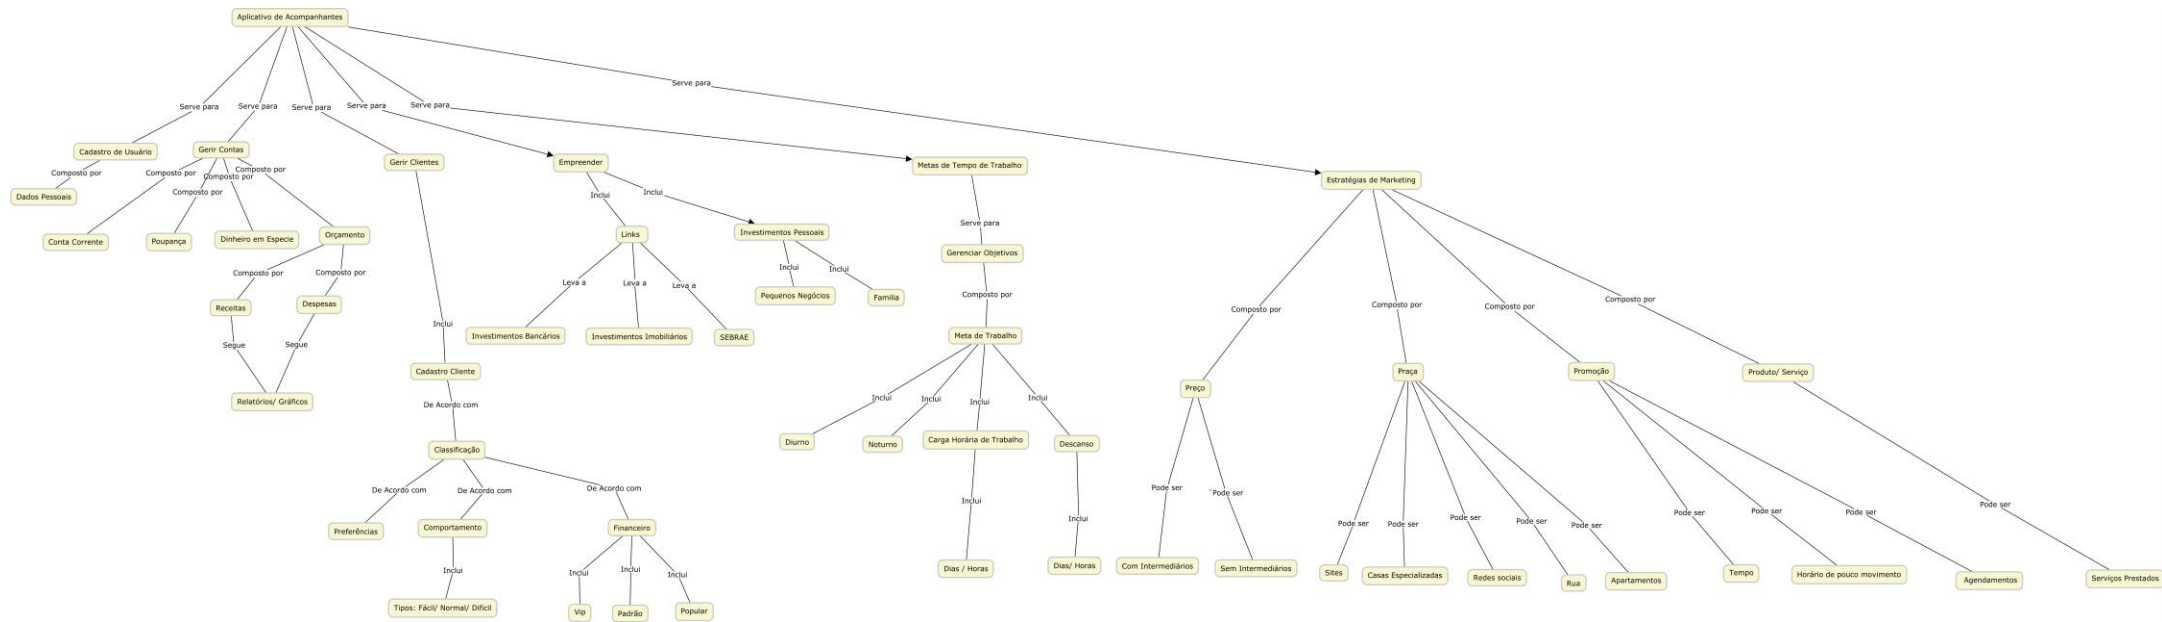 Aplicativo de Acompanhantes
Serve para
Serve para
Serve para
Serve para
Serve para
Serve para
Cadastro de Usuário
Gerir Contas
Gerir Clientes
Empreender
Metas de Tempo de Trabalho
Estratégias de Marketing
Composto por
Composto por
Composto por
Composto por
Composto por
Inclui
Inclui
Dados Pessoais
Conta Corrente
Poupança
Dinheiro em Especie
Orçamento
Links
Investimentos Pessoais
Serve para
Gerenciar Objetivos
Composto por
Composto por
Leva a
Leva a
Leva a
Inclui
Inclui
Receitas
Despesas
Investimentos Bancários
Investimentos Imobiliários
SEBRAE
Pequenos Negócios
Familia
Composto por
Composto por
Composto por
Composto por
Composto por
Segue
Segue
Inclui
Meta de Trabalho
Relatórios/ Gráficos
Cadastro Cliente
Preço
Praça
Promoção
Produto/ Serviço
De Acordo com
Inclui
Inclui
Inclui
Inclui
Classificação
Diurno
Noturno
Carga Horária de Trabalho
Descanso
De Acordo com
De Acordo com
De Acordo com
Inclui
Inclui
Pode ser
`Pode ser
Pode ser
Pode ser
Pode ser
Pode ser
Pode ser
Pode ser
Pode ser
Pode ser
Pode ser
Preferências
Comportamento
Financeiro
Dias / Horas
Dias/ Horas
Com Intermediários
Sem Intermediários
Sites
Casas Especializadas
Redes sociais
Rua
Apartamentos
Tempo
Horário de pouco movimento
Agendamentos
Serviços Prestados
Inclui
Inclui
Inclui
Inclui
Tipos: Fácil/ Normal/ Dificil
Vip
Padrão
Popular